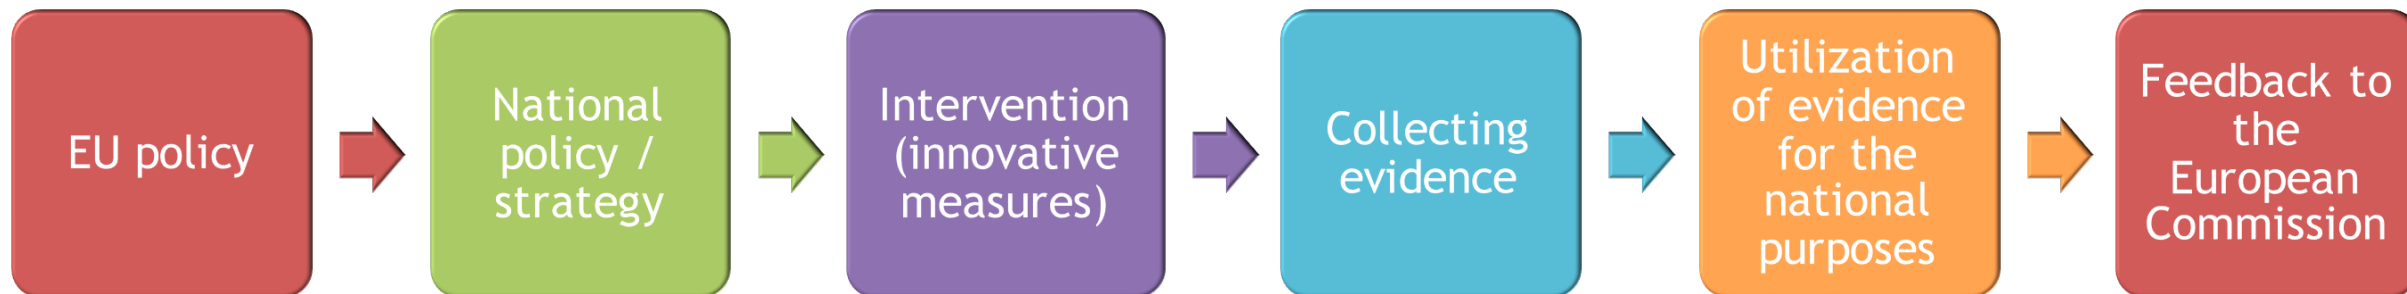 EU policy
National
policy /
strategy
Intervention
(innovative
measures)
Collecting
evidence
Utilization
of evidence
for the
national
purposes
Feedback to
the
European
Commission